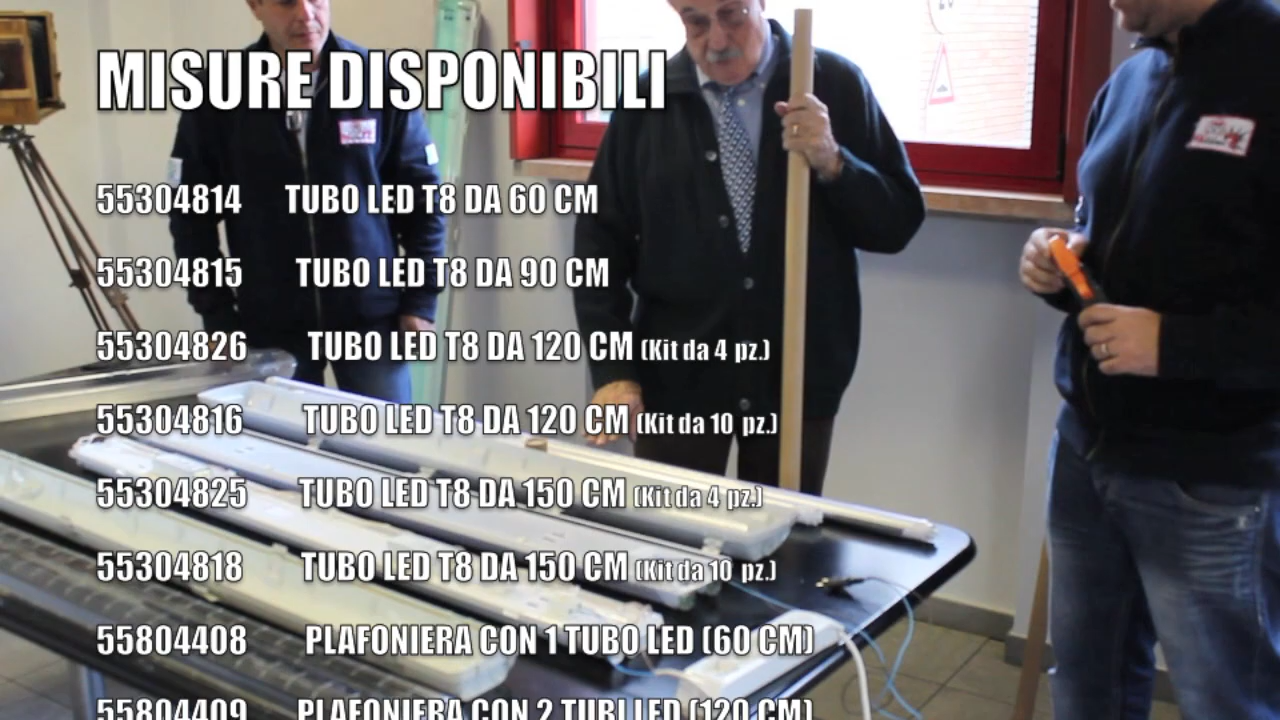 MISURE DISPONIBILI
55304814 TUBO LED T8 DA 60 CM
55304815 TUBO LED T8 DA 90 CM
55304826 TUBO LED T8 DA 120 CM (Kit da 4 pz.)
55304816 TUBO LED T8 DA 120 CM (Kit da 10 pz.)
55304825 TUBO LED T8 DA 150 CM (Kit da 4 pz.)
55304818 TUBO LED T8 DA 150 CM (Kit da 10 pz.)
55804408 PLAFONIERA CON 1 TUBO LED (60 CM)
55804409 PLAFONIERA CON 2 TUBI LED (120 CM)